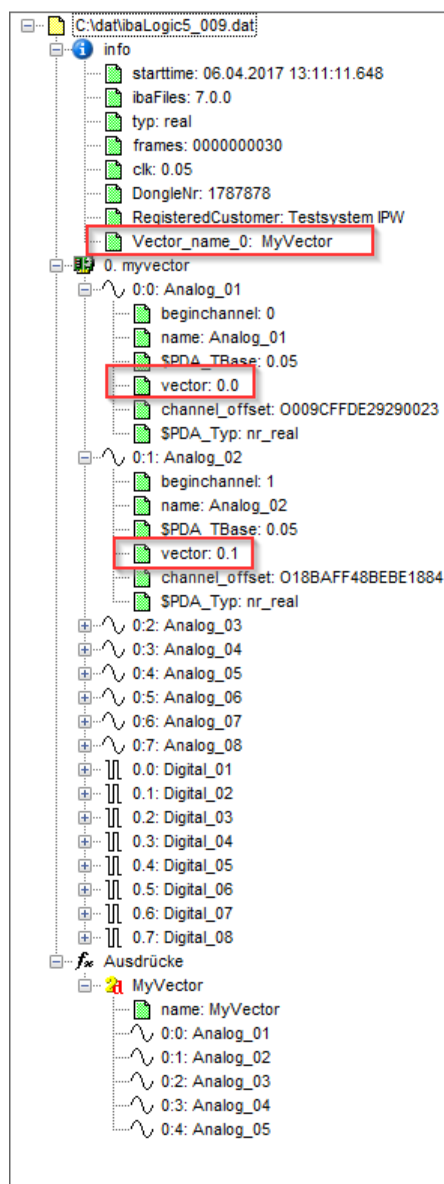 C:\dat\ibaLogic5_009.dat
info
starttime: 06.04.2017 13:11:11.648
ibaFiles: 7.0.0
typ: real
frames: 0000000030
clk: 0.05
DongleNr: 1787878
RegisteredCustomer: Testsystem IPW
Vector_name_0: MyVector
0. myvector
0:0: Analog_01
beginchannel: 0
name: Analog_01
$PDA_TBase: 0.05
vector: 0.0
channel_offset: O009CFFDE29290023
$PDA_Typ: nr_real
0:1: Analog_02
beginchannel: 1
name: Analog_02
$PDA_TBase: 0.05
vector: 0.1
channel_offset: O18BAFF48BEBE1884
$PDA_Typ: nr_real
0:2: Analog_03
0:3: Analog_04
0:4: Analog_05
0:5: Analog_06
0:6: Analog_07
0:7: Analog_08
0.0: Digital_01
0.1: Digital_02
0.2: Digital_03
0.3: Digital_04
0.4: Digital_05
0.5: Digital_06
0.6: Digital_07
0.7: Digital_08
fx Ausdrücke
MyVector
name: MyVector
0:0: Analog_01
0:1: Analog_02
0:2: Analog_03
0:3: Analog_04
0:4: Analog_05